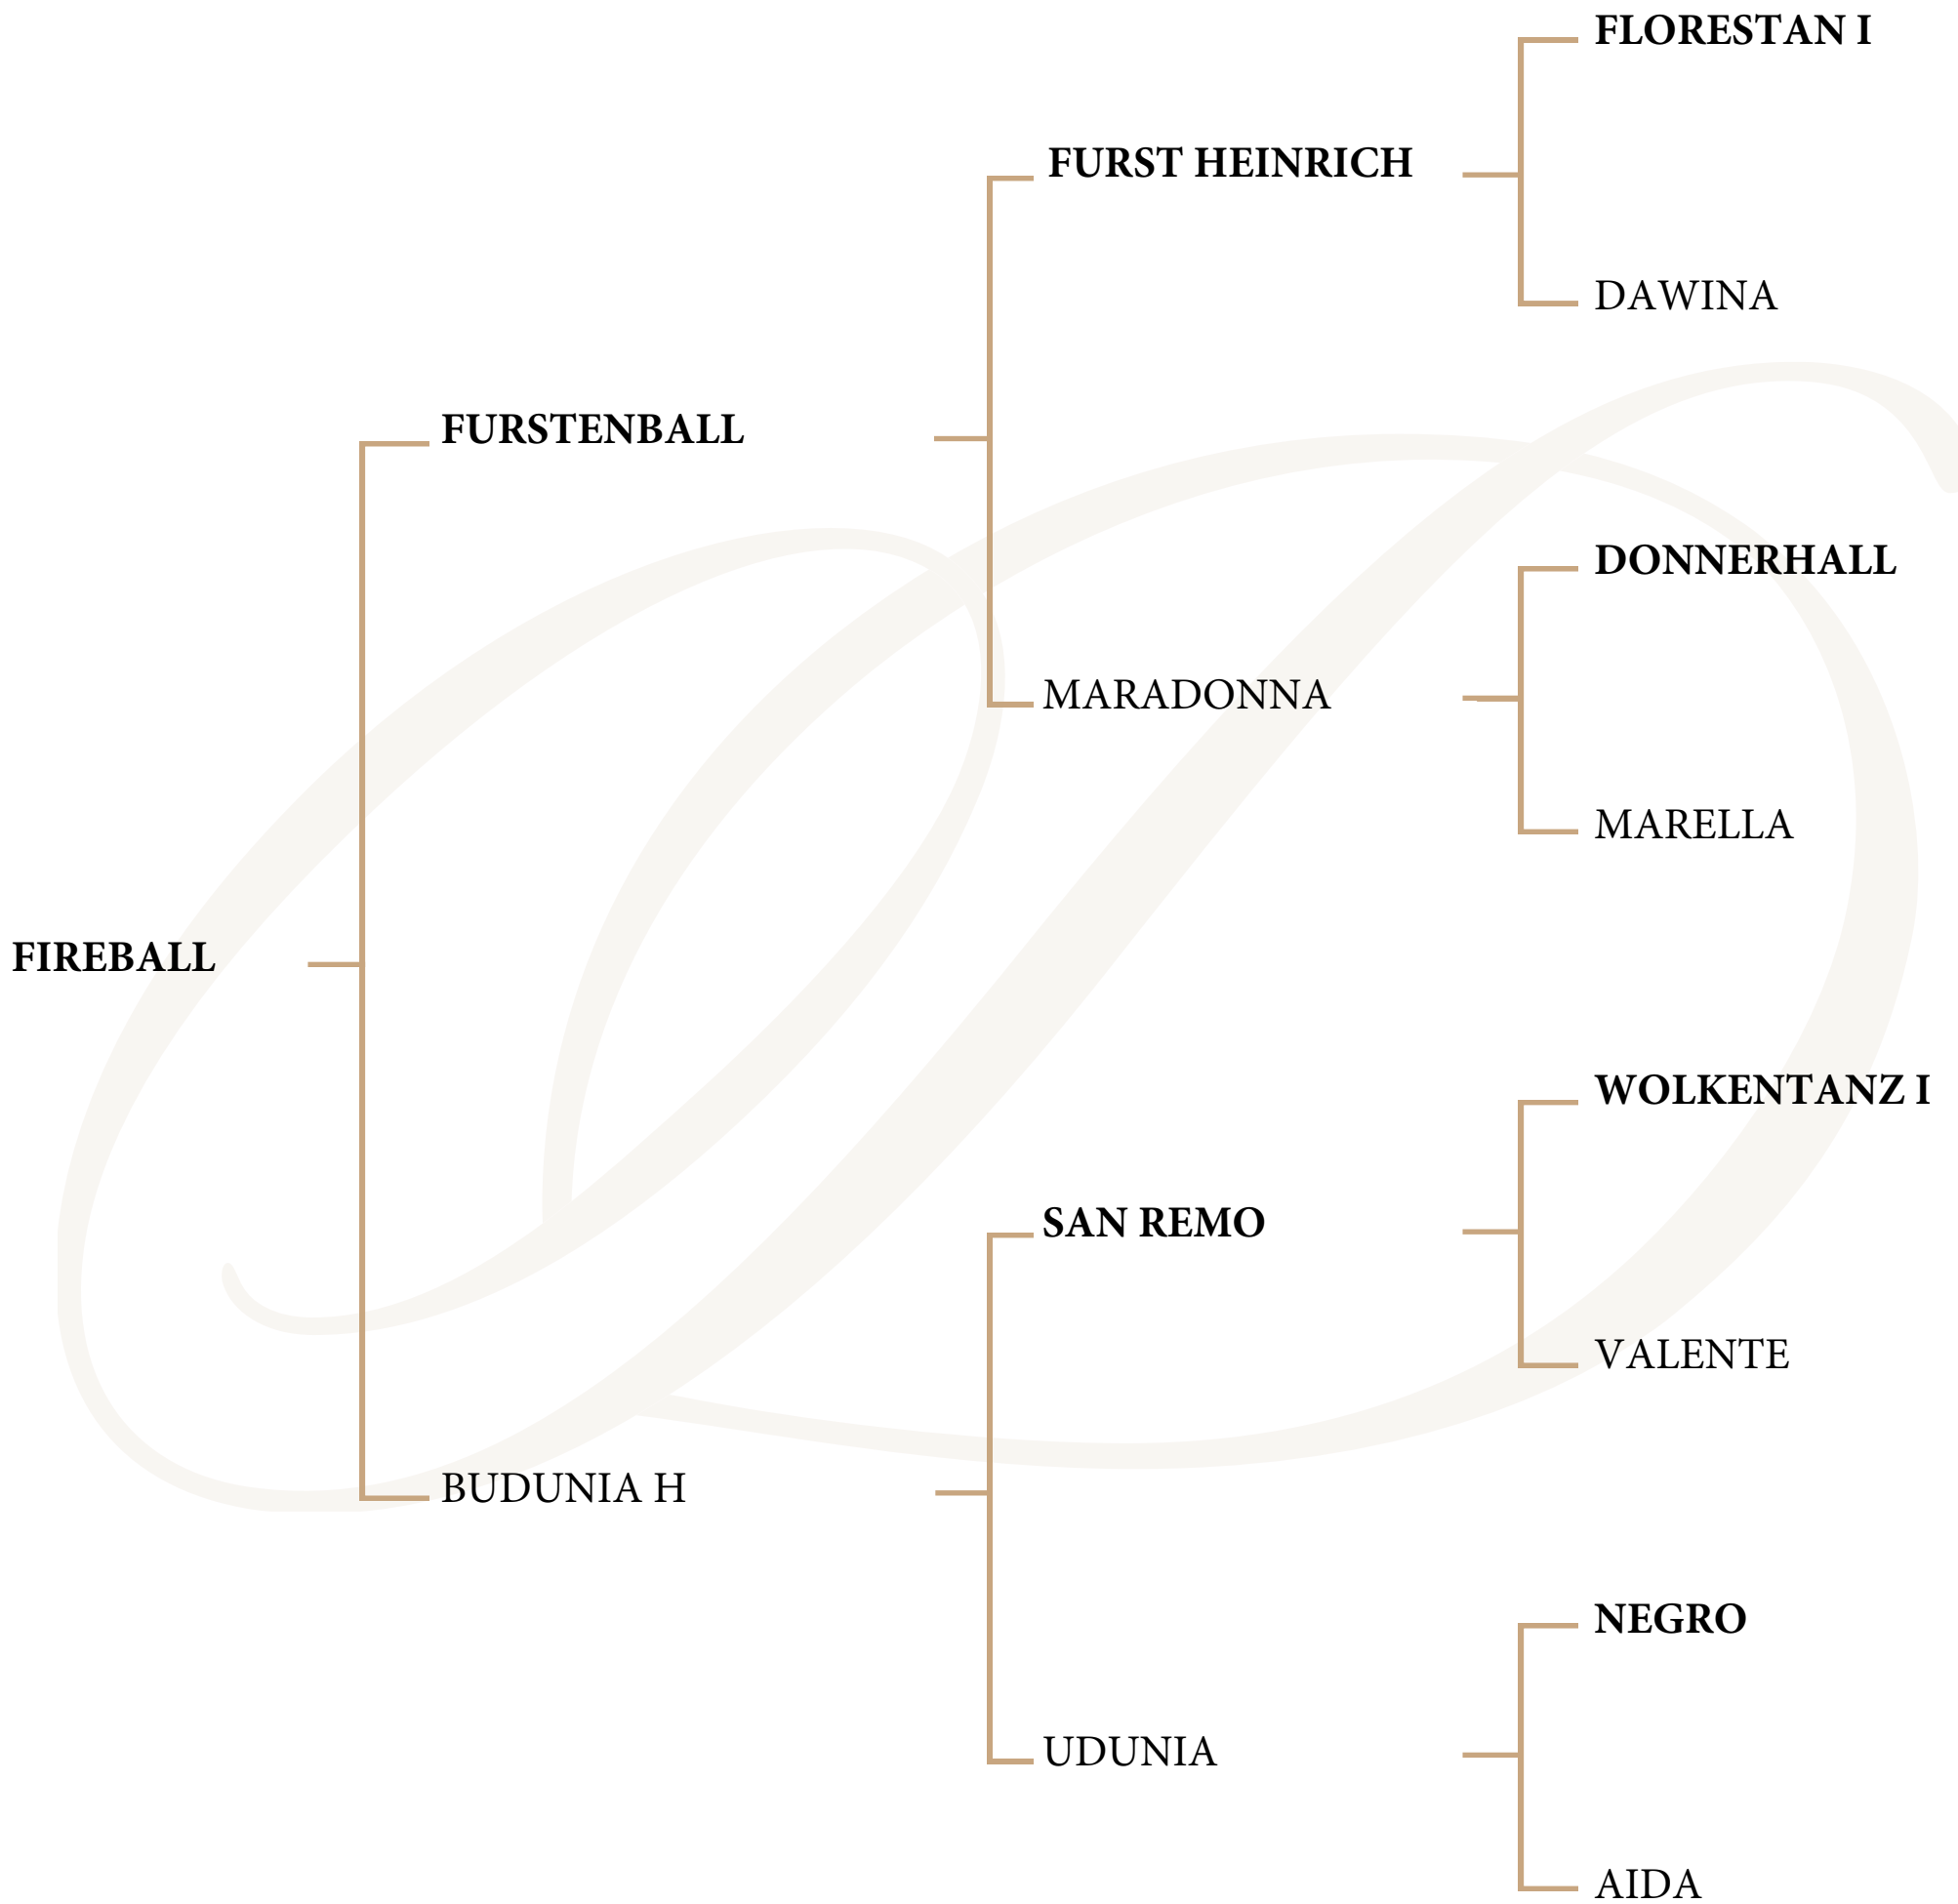 FLORESTAN I
FURST HEINRICH
DAWINA
FURSTENBALL
DONNERHALL
MARADONNA
MARELLA
FIREBALL
WOLKENTANZ I
SAN REMO
VALENTE
BUDUNIA H
NEGRO
UDUNIA
AIDA